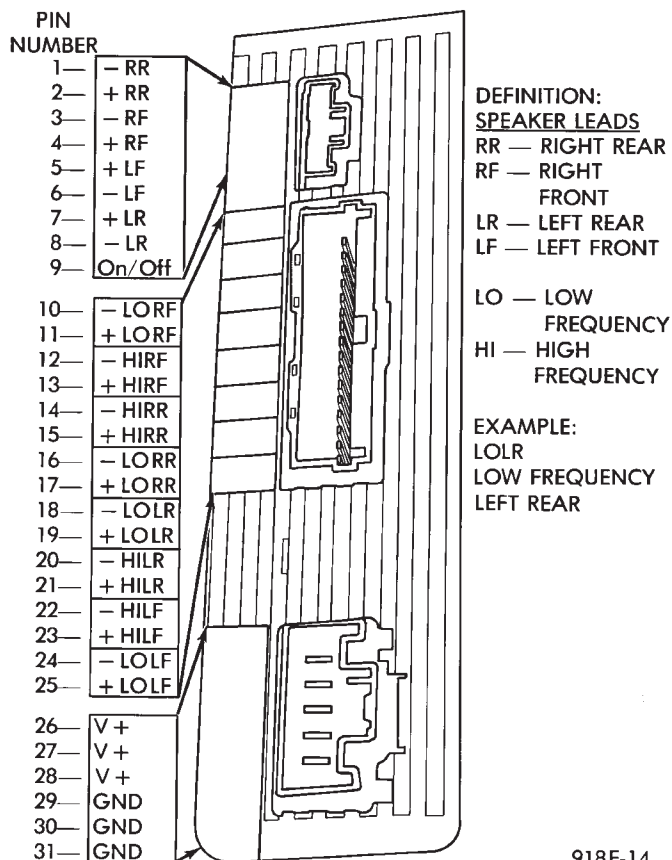 PIN
NUMBER
1— − RR
2— + RR
3— − RF
4— + RF
5— + LF
6— − LF
7— + LR
8— − LR
9— On/Off
10— − LORF
11— + LORF
12— − HIRF
13— + HIRF
14— − HIRR
15— + HIRR
16— − LORR
17— + LORR
18— − LOLR
19— + LOLR
20— − HILR
21— + HILR
22— − HILF
23— + HILF
24— − LOLF
25— + LOLF
26— V +
27— V +
28— V +
29— GND
30— GND
31— GND
DEFINITION:
SPEAKER LEADS
RR — RIGHT REAR
RF — RIGHT
FRONT
LR — LEFT REAR
LF — LEFT FRONT
LO — LOW
FREQUENCY
HI — HIGH
FREQUENCY
EXAMPLE:
LOLR
LOW FREQUENCY
LEFT REAR
918F-14